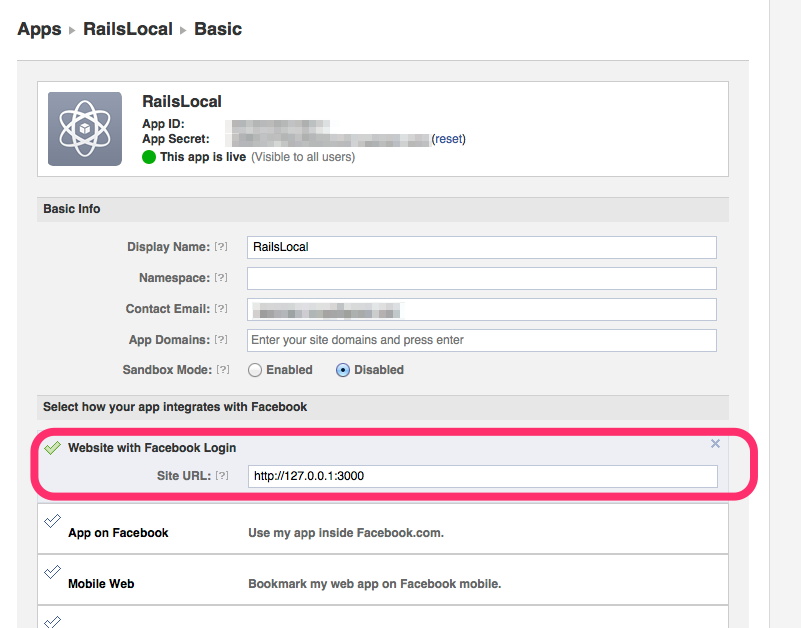 Apps ▸ RailsLocal ▸ Basic
RailsLocal
App ID:
App Secret: (reset)
This app is live (Visible to all users)
Basic Info
Display Name: [?] RailsLocal
Namespace: [?]
Contact Email: [?]
App Domains: [?] Enter your site domains and press enter
Sandbox Mode: [?] Enabled Disabled
Select how your app integrates with Facebook
Website with Facebook Login
Site URL: [?] http://127.0.0.1:3000
App on Facebook Use my app inside Facebook.com.
Mobile Web Bookmark my web app on Facebook mobile.